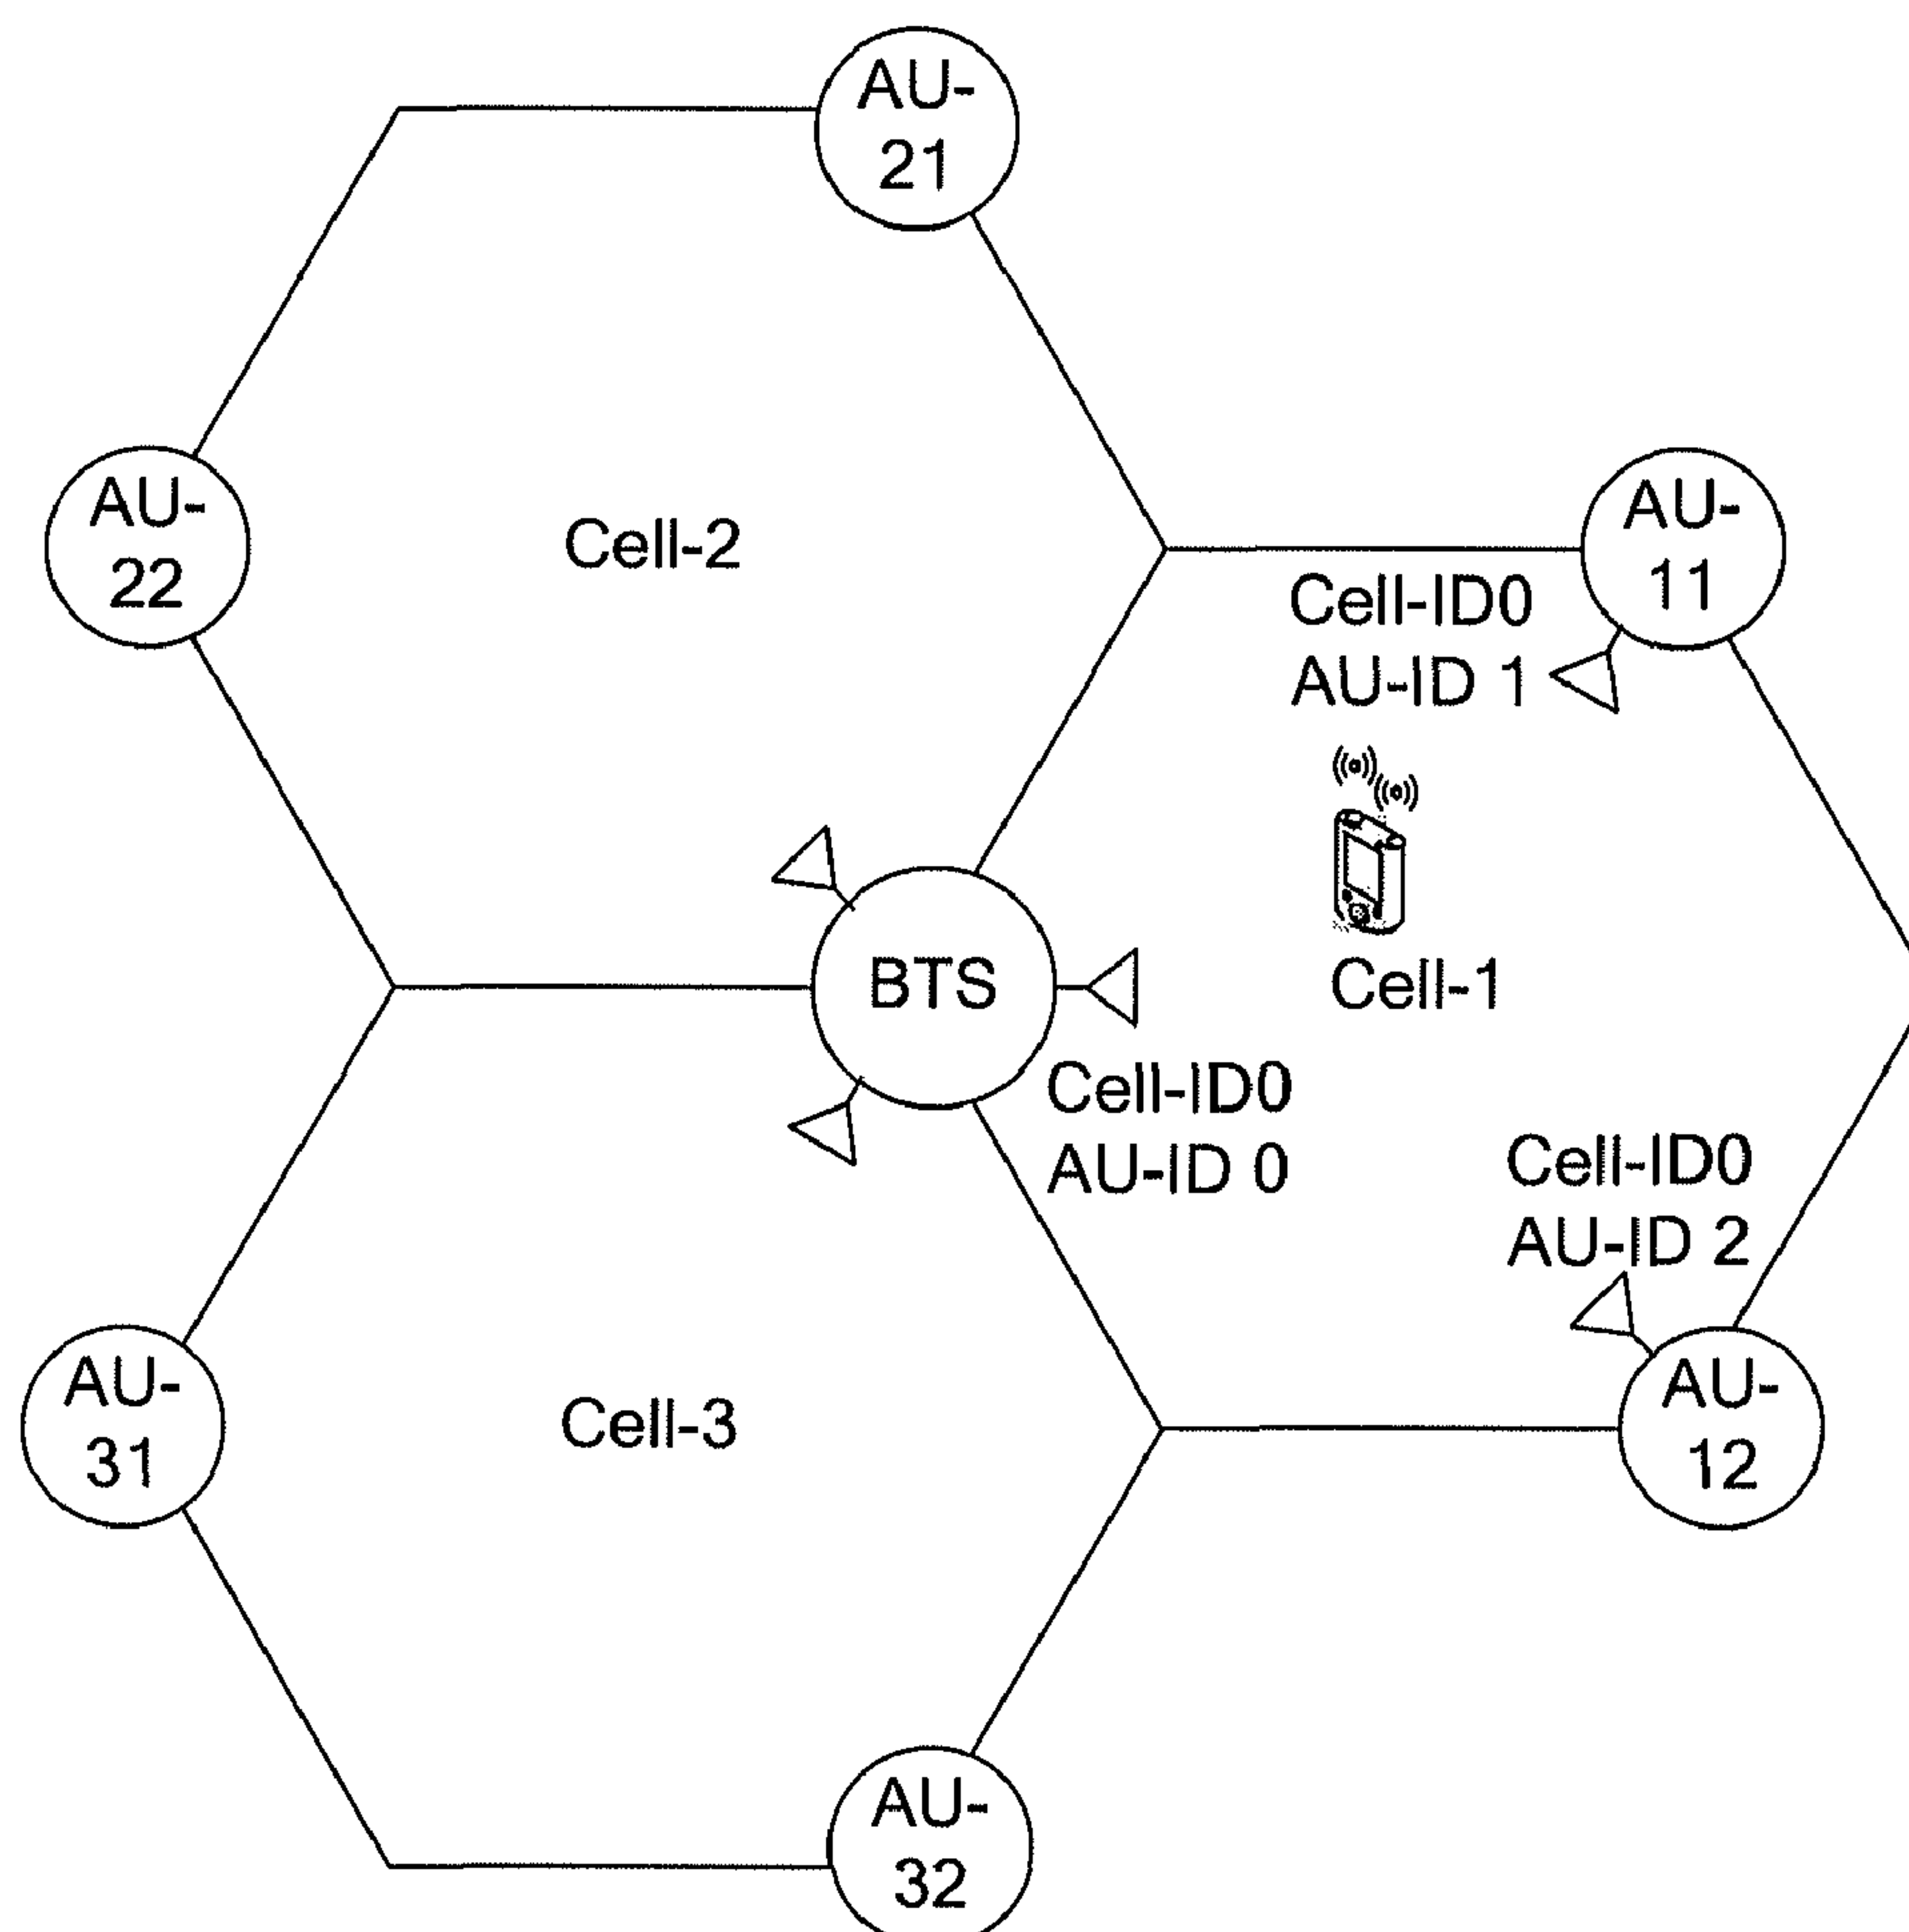 AU-
21
AU-
22
Cell-2
AU-
11
Cell-ID0
AU-ID 1
BTS
Cell-1
Cell-ID0
AU-ID 0
Cell-ID0
AU-ID 2
AU-
31
Cell-3
AU-
12
AU-
32